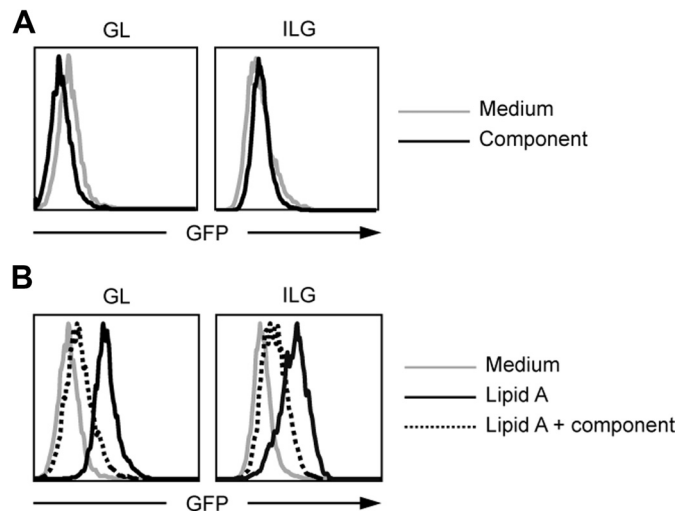 A
GL ILG
Medium
Component
GFP
B
GL ILG
Medium
Lipid A
Lipid A + component
GFP